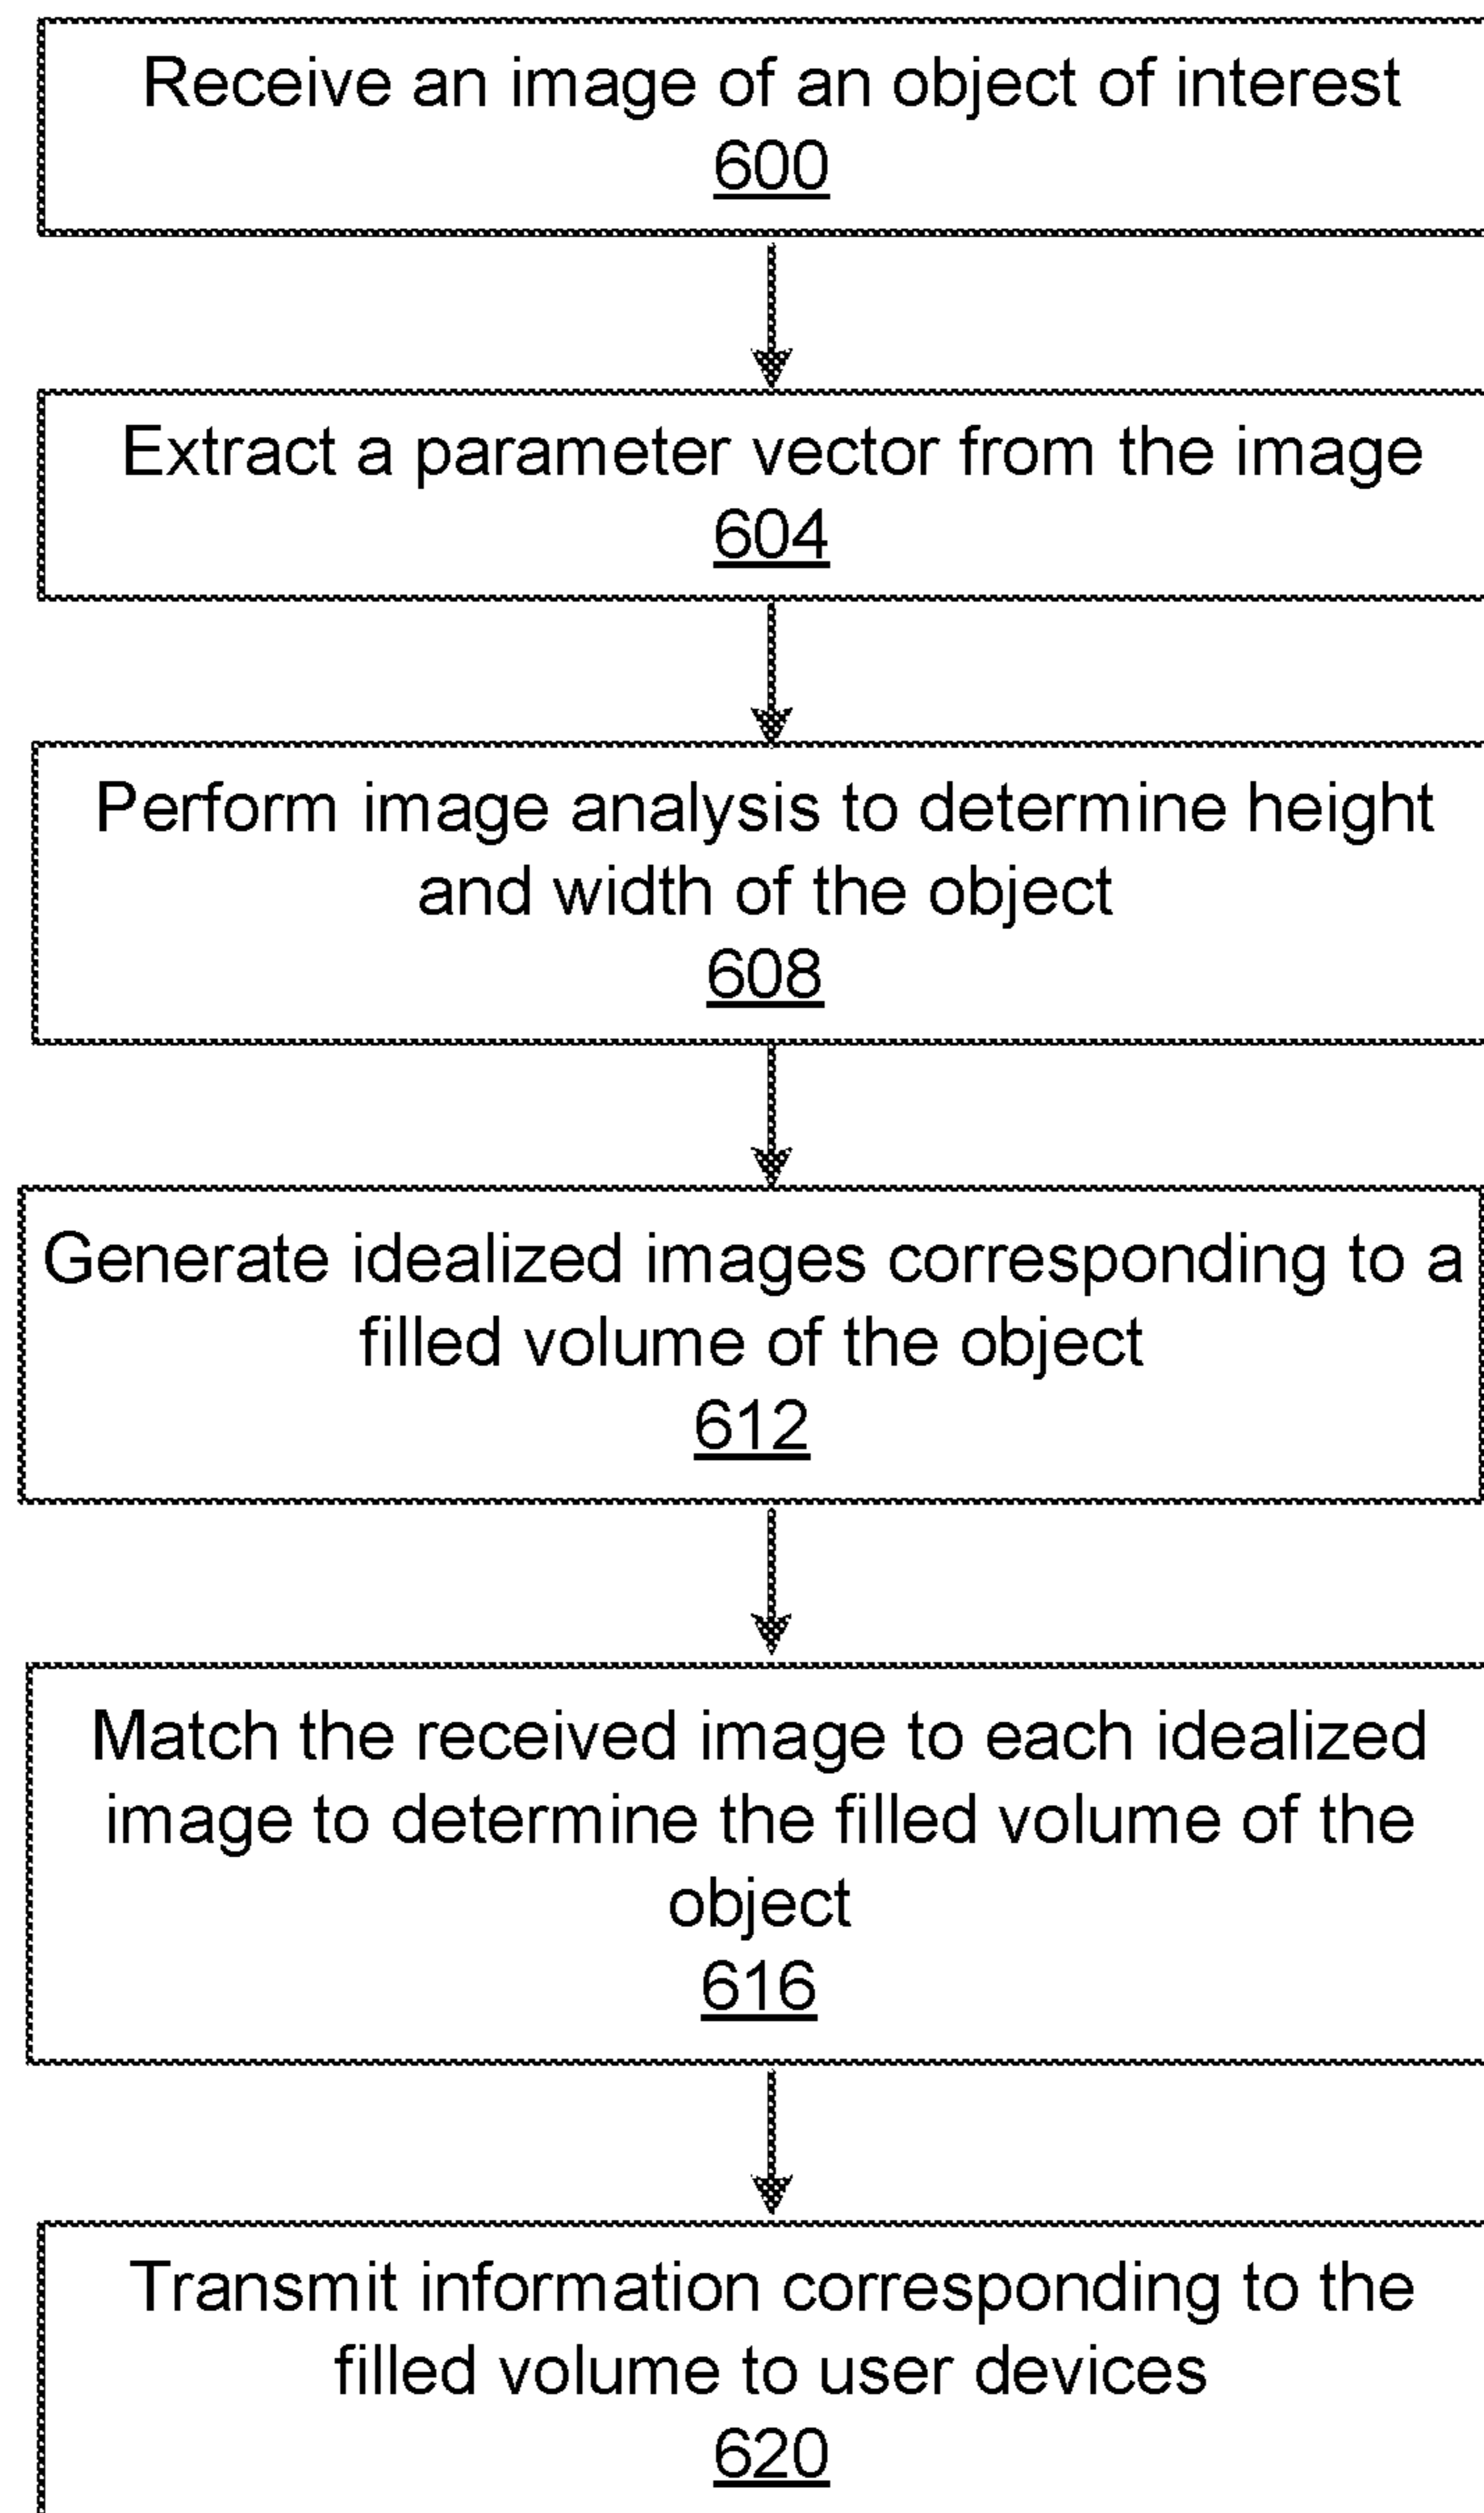 Receive an image of an object of interest
600
Extract a parameter vector from the image
604
Perform image analysis to determine height
and width of the object
608
Generate idealized images corresponding to a
filled volume of the object
612
Match the received image to each idealized
image to determine the filled volume of the
object
616
Transmit information corresponding to the
filled volume to user devices
620